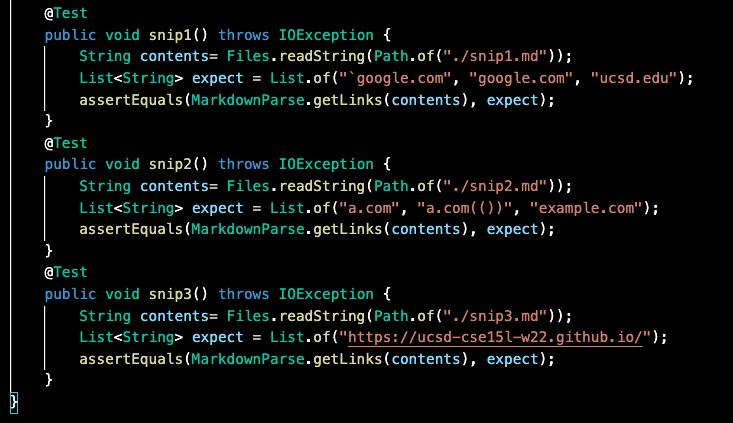 @Test
public void snip1() throws IOException {
String contents= Files.readString(Path.of("./snip1.md"));
List<String> expect = List.of("`google.com", "google.com", "ucsd.edu");
assertEquals(MarkdownParse.getLinks(contents), expect);
}
@Test
public void snip2() throws IOException {
String contents= Files.readString(Path.of("./snip2.md"));
List<String> expect = List.of("a.com", "a.com(())", "example.com");
assertEquals(MarkdownParse.getLinks(contents), expect);
}
@Test
public void snip3() throws IOException {
String contents= Files.readString(Path.of("./snip3.md"));
List<String> expect = List.of("https://ucsd-cse15l-w22.github.io/");
assertEquals(MarkdownParse.getLinks(contents), expect);
}
}